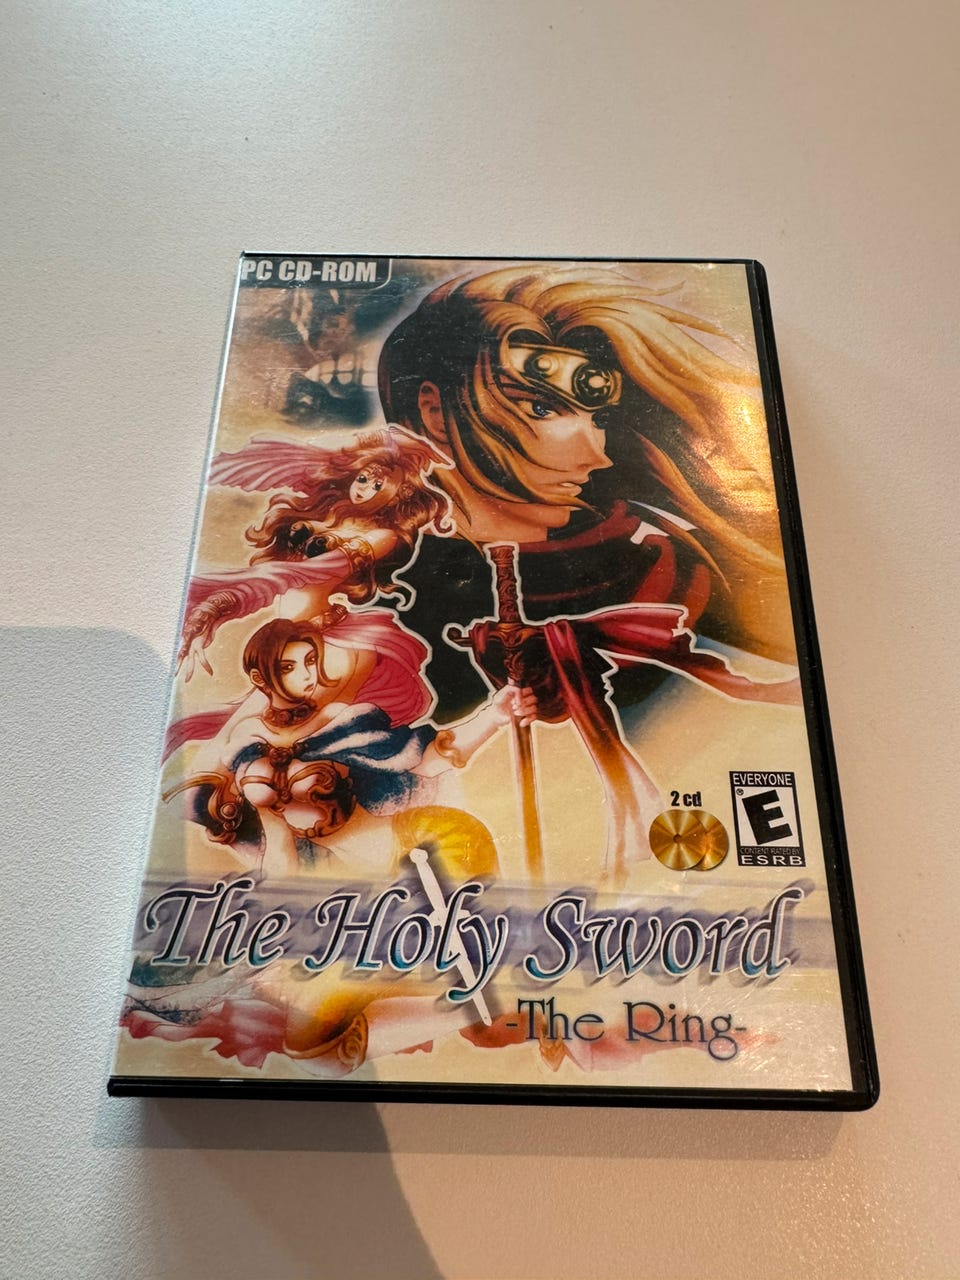 PC CD-ROM
2 cd
EVERYONE
E
CONTENT RATED BY
ESRB
The Holy Sword
-The Ring-